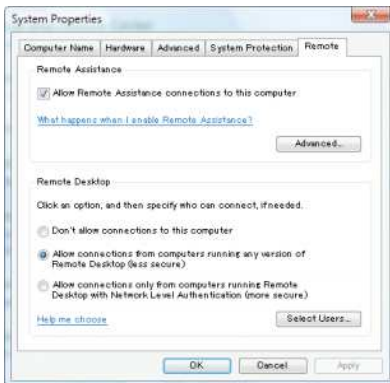 System Properties
Computer Name Hardware Advanced System Protection Remote
Remote Assistance
Allow Remote Assistance connections to this computer
What happens when I enable Remote Assistance?
Advanced...
Remote Desktop
Click an option, and then specify who can connect, if needed.
Don't allow connections to this computer
Allow connections from computers running any version of
Remote Desktop (less secure)
Allow connections only from computers running Remote
Desktop with Network Level Authentication (more secure)
Help me choose
Select Users...
OK Cancel Apply